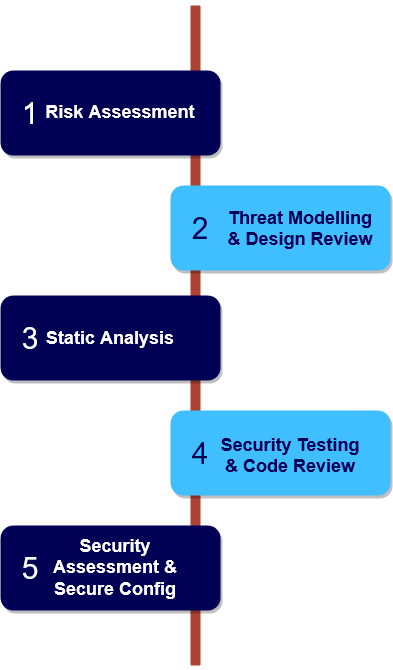 1 Risk Assessment
2 Threat Modelling
& Design Review
3 Static Analysis
4 Security Testing
& Code Review
5 Security
Assessment &
Secure Config